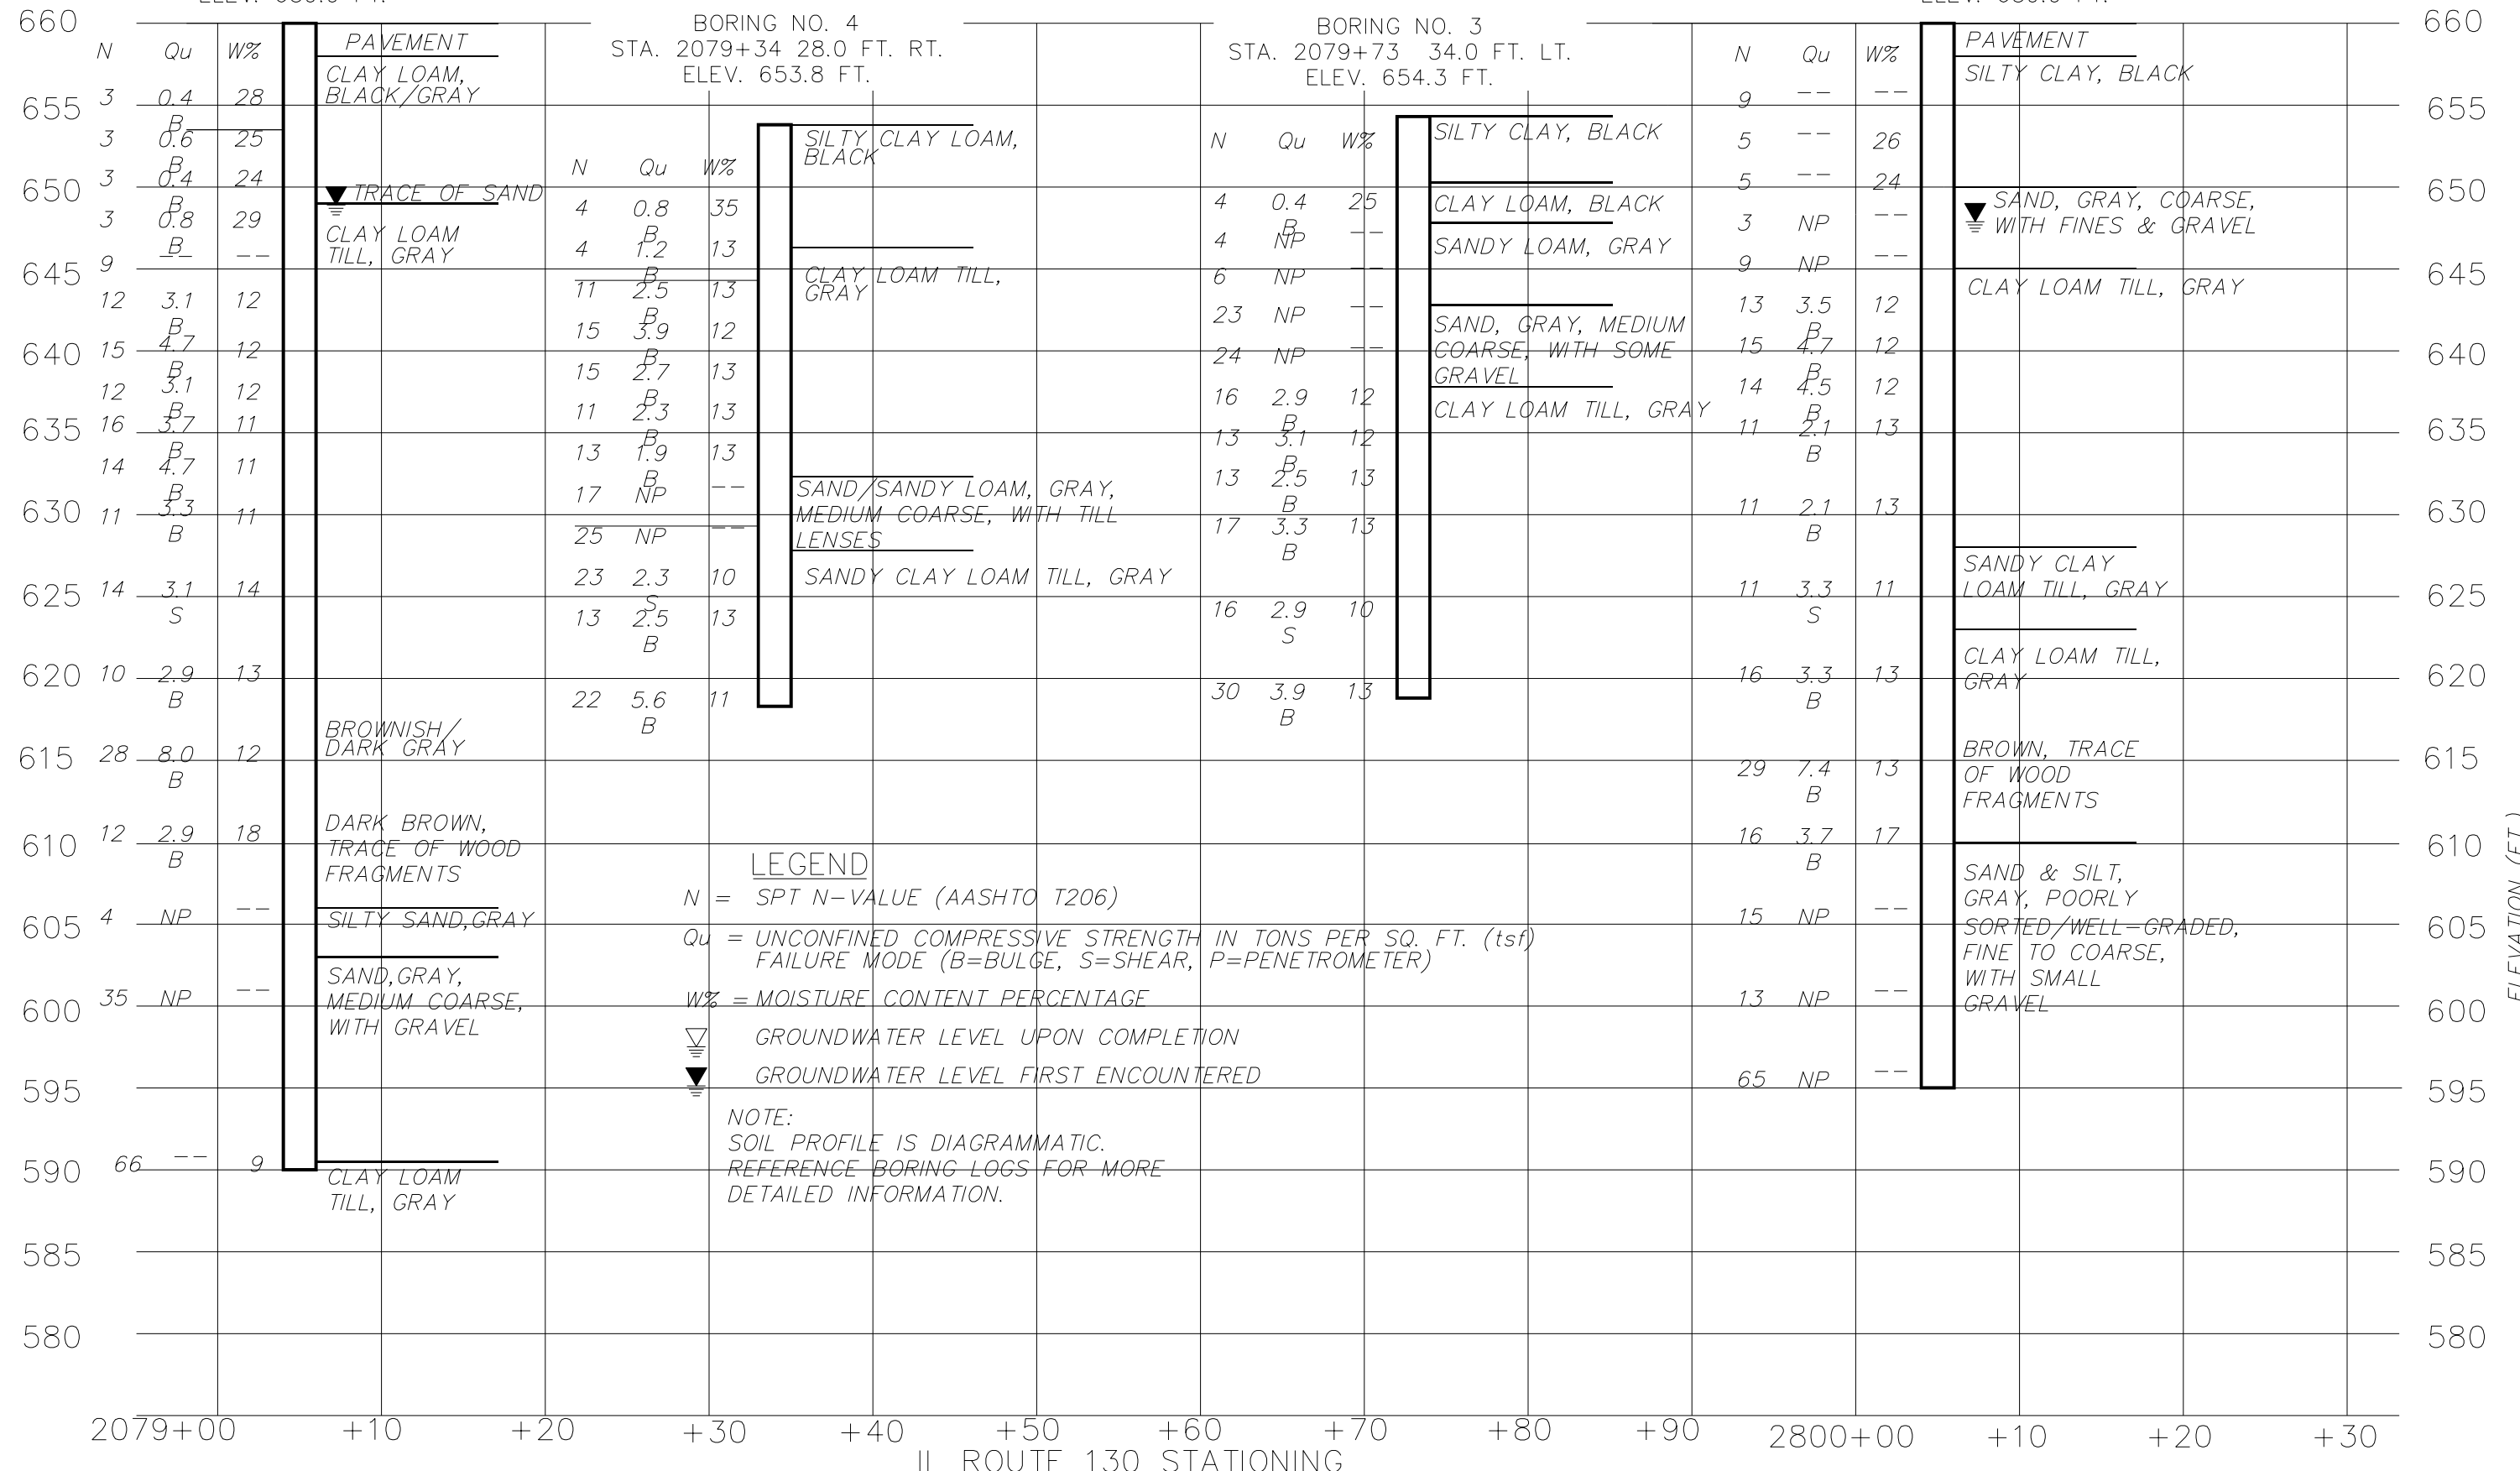 BORING NO. 4
STA. 2079+34 28.0 FT. RT.
ELEV. 653.8 FT.
BORING NO. 3
STA. 2079+73 34.0 FT. LT.
ELEV. 654.3 FT.
660
655
650
645
640
635
630
625
620
615
610
605
600
595
590
585
580
N Qu W%
3 0.4 28
B
3 0.6 25
B
3 0.4 24
B
3 0.8 29
B
9 -- --
12 3.1 12
B
15 4.7 12
B
12 3.1 12
B
16 3.7 11
B
14 4.7 11
B
11 3.3 11
B
14 3.1 14
S
10 2.9 13
B
28 8.0 12
B
12 2.9 18
B
4 NP --
35 NP --
66 -- 9
PAVEMENT
CLAY LOAM,
BLACK/GRAY
TRACE OF SAND
CLAY LOAM
TILL, GRAY
BROWNISH/
DARK GRAY
DARK BROWN,
TRACE OF WOOD
FRAGMENTS
SILTY SAND,GRAY
SAND,GRAY,
MEDIUM COARSE,
WITH GRAVEL
CLAY LOAM
TILL, GRAY
N Qu W%
4 0.8 35
B
4 1.2 13
B
11 2.5 13
B
15 3.9 12
B
15 2.7 13
B
11 2.3 13
B
13 1.9 13
B
17 NP --
25 NP --
23 2.3 10
S
13 2.5 13
B
22 5.6 11
B
SILTY CLAY LOAM,
BLACK
CLAY LOAM TILL,
GRAY
SAND/SANDY LOAM, GRAY,
MEDIUM COARSE, WITH TILL
LENSES
SANDY CLAY LOAM TILL, GRAY
N Qu W%
4 0.4 25
B
4 NP --
6 NP --
23 NP --
24 NP --
16 2.9 12
B
13 3.1 12
B
13 2.5 13
B
17 3.3 13
B
16 2.9 10
S
30 3.9 13
B
SILTY CLAY, BLACK
CLAY LOAM, BLACK
SANDY LOAM, GRAY
SAND, GRAY, MEDIUM
COARSE, WITH SOME
GRAVEL
CLAY LOAM TILL, GRAY
N Qu W%
9 -- --
5 -- 26
5 -- 24
3 NP --
9 NP --
13 3.5 12
B
15 4.7 12
B
14 4.5 12
B
11 2.1 13
B
11 2.1 13
B
11 3.3 11
S
16 3.3 13
B
29 7.4 13
B
16 3.7 17
B
15 NP --
13 NP --
65 NP --
PAVEMENT
SILTY CLAY, BLACK
SAND, GRAY, COARSE,
WITH FINES & GRAVEL
CLAY LOAM TILL, GRAY
SANDY CLAY
LOAM TILL, GRAY
CLAY LOAM TILL,
GRAY
BROWN, TRACE
OF WOOD
FRAGMENTS
SAND & SILT,
GRAY, POORLY
SORTED/WELL-GRADED,
FINE TO COARSE,
WITH SMALL
GRAVEL
660
655
650
645
640
635
630
625
620
615
610
605
600
595
590
585
580
ELEVATION (FT.)
LEGEND
N = SPT N-VALUE (AASHTO T206)
Qu = UNCONFINED COMPRESSIVE STRENGTH IN TONS PER SQ. FT. (tsf)
FAILURE MODE (B=BULGE, S=SHEAR, P=PENETROMETER)
W% = MOISTURE CONTENT PERCENTAGE
GROUNDWATER LEVEL UPON COMPLETION
GROUNDWATER LEVEL FIRST ENCOUNTERED
NOTE:
SOIL PROFILE IS DIAGRAMMATIC.
REFERENCE BORING LOGS FOR MORE
DETAILED INFORMATION.
2079+00 +10 +20 +30 +40 +50 +60 +70 +80 +90 2800+00 +10 +20 +30
IL ROUTE 130 STATIONING